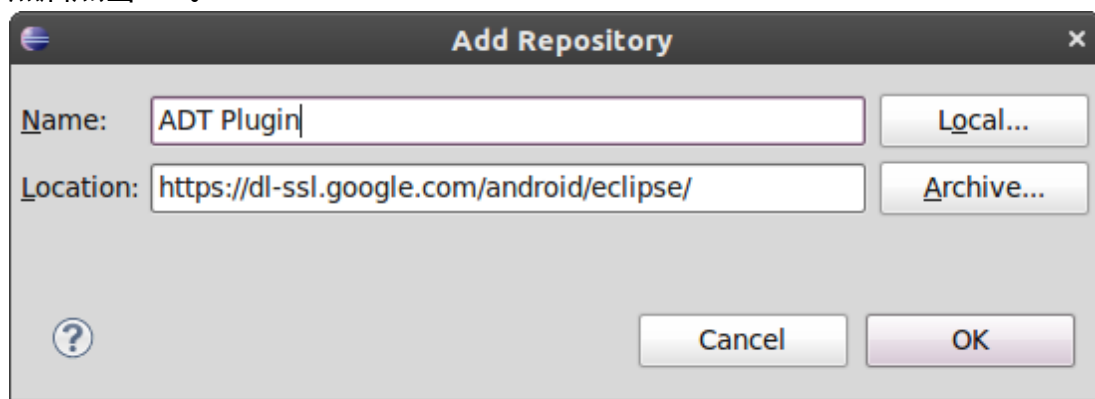 Add Repository
Name: ADT Plugin Local...
Location: https://dl-ssl.google.com/android/eclipse/ Archive...
? Cancel OK